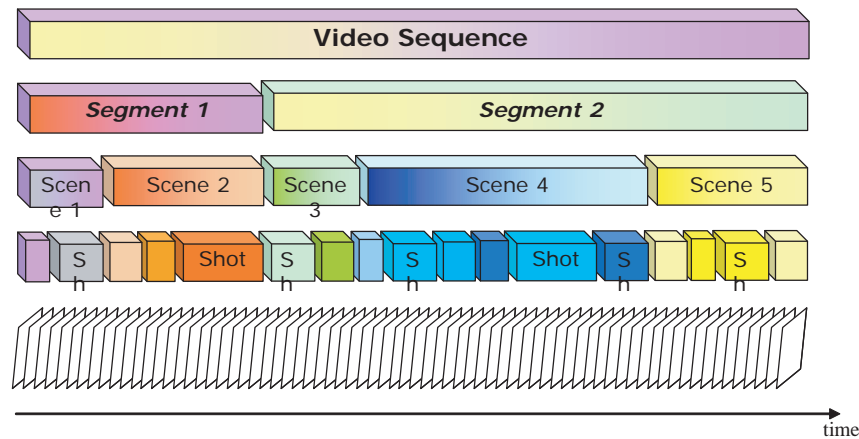 Video Sequence
Segment 1 Segment 2
Scen
e 1
Scene 2
Scene
3
Scene 4
Scene 5
S
h
Shot
S
h
S
h
Shot
S
h
S
h
time